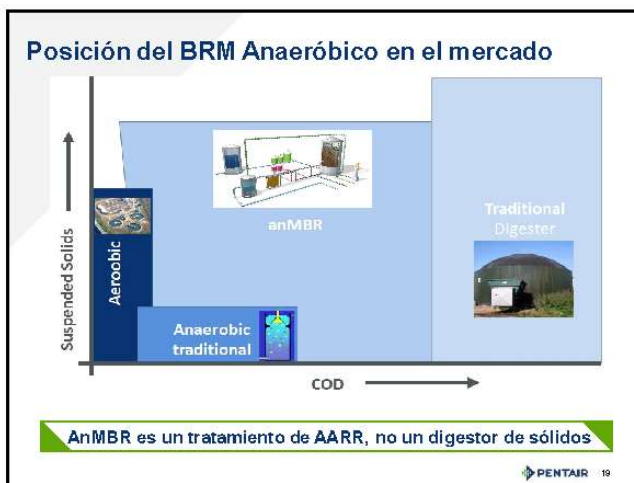 Posición del BRM Anaeróbico en el mercado
Suspended Solids
Aeroobic
anMBR
Traditional
Digester
Anaerobic
traditional
COD
AnMBR es un tratamiento de AARR, no un digestor de sólidos
PENTAIR 19